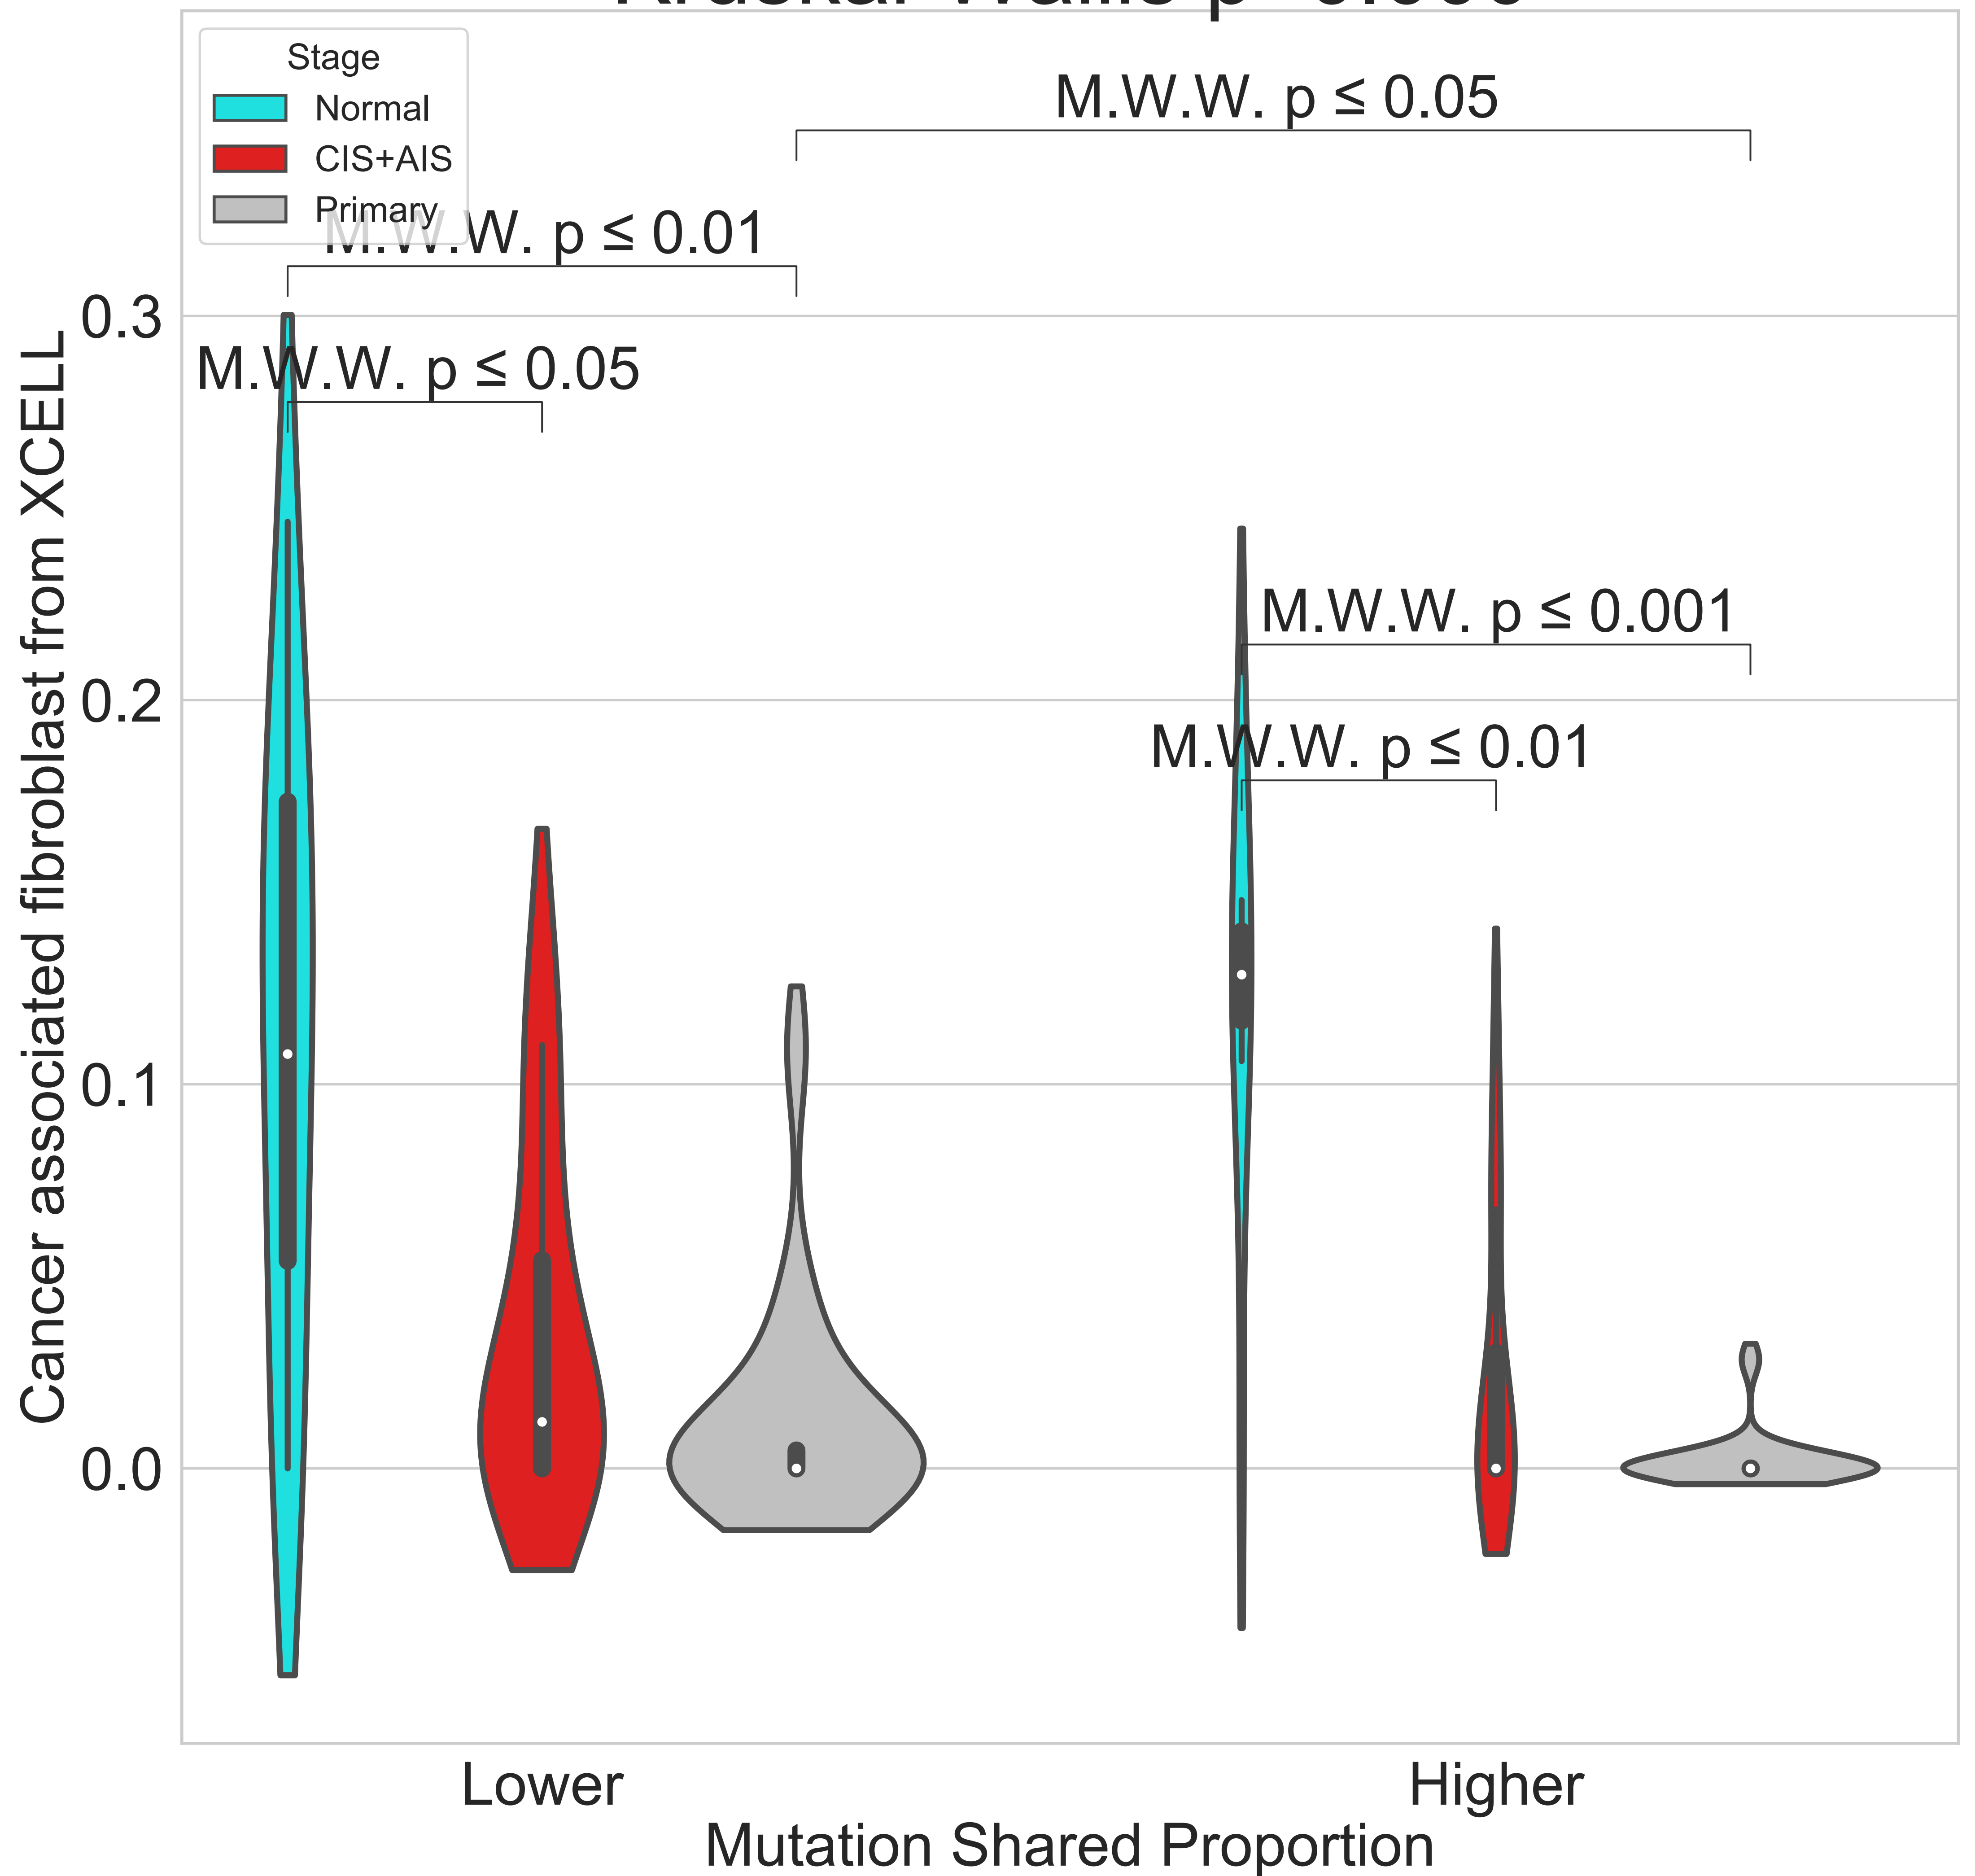 Stage
Normal
CIS+AIS
Primary
M.W.W. p ≤ 0.05
M.W.W. p ≤ 0.01
M.W.W. p ≤ 0.05
M.W.W. p ≤ 0.001
M.W.W. p ≤ 0.01
Cancer associated fibroblast from XCELL
0.3
0.2
0.1
0.0
Lower
Higher
Mutation Shared Proportion